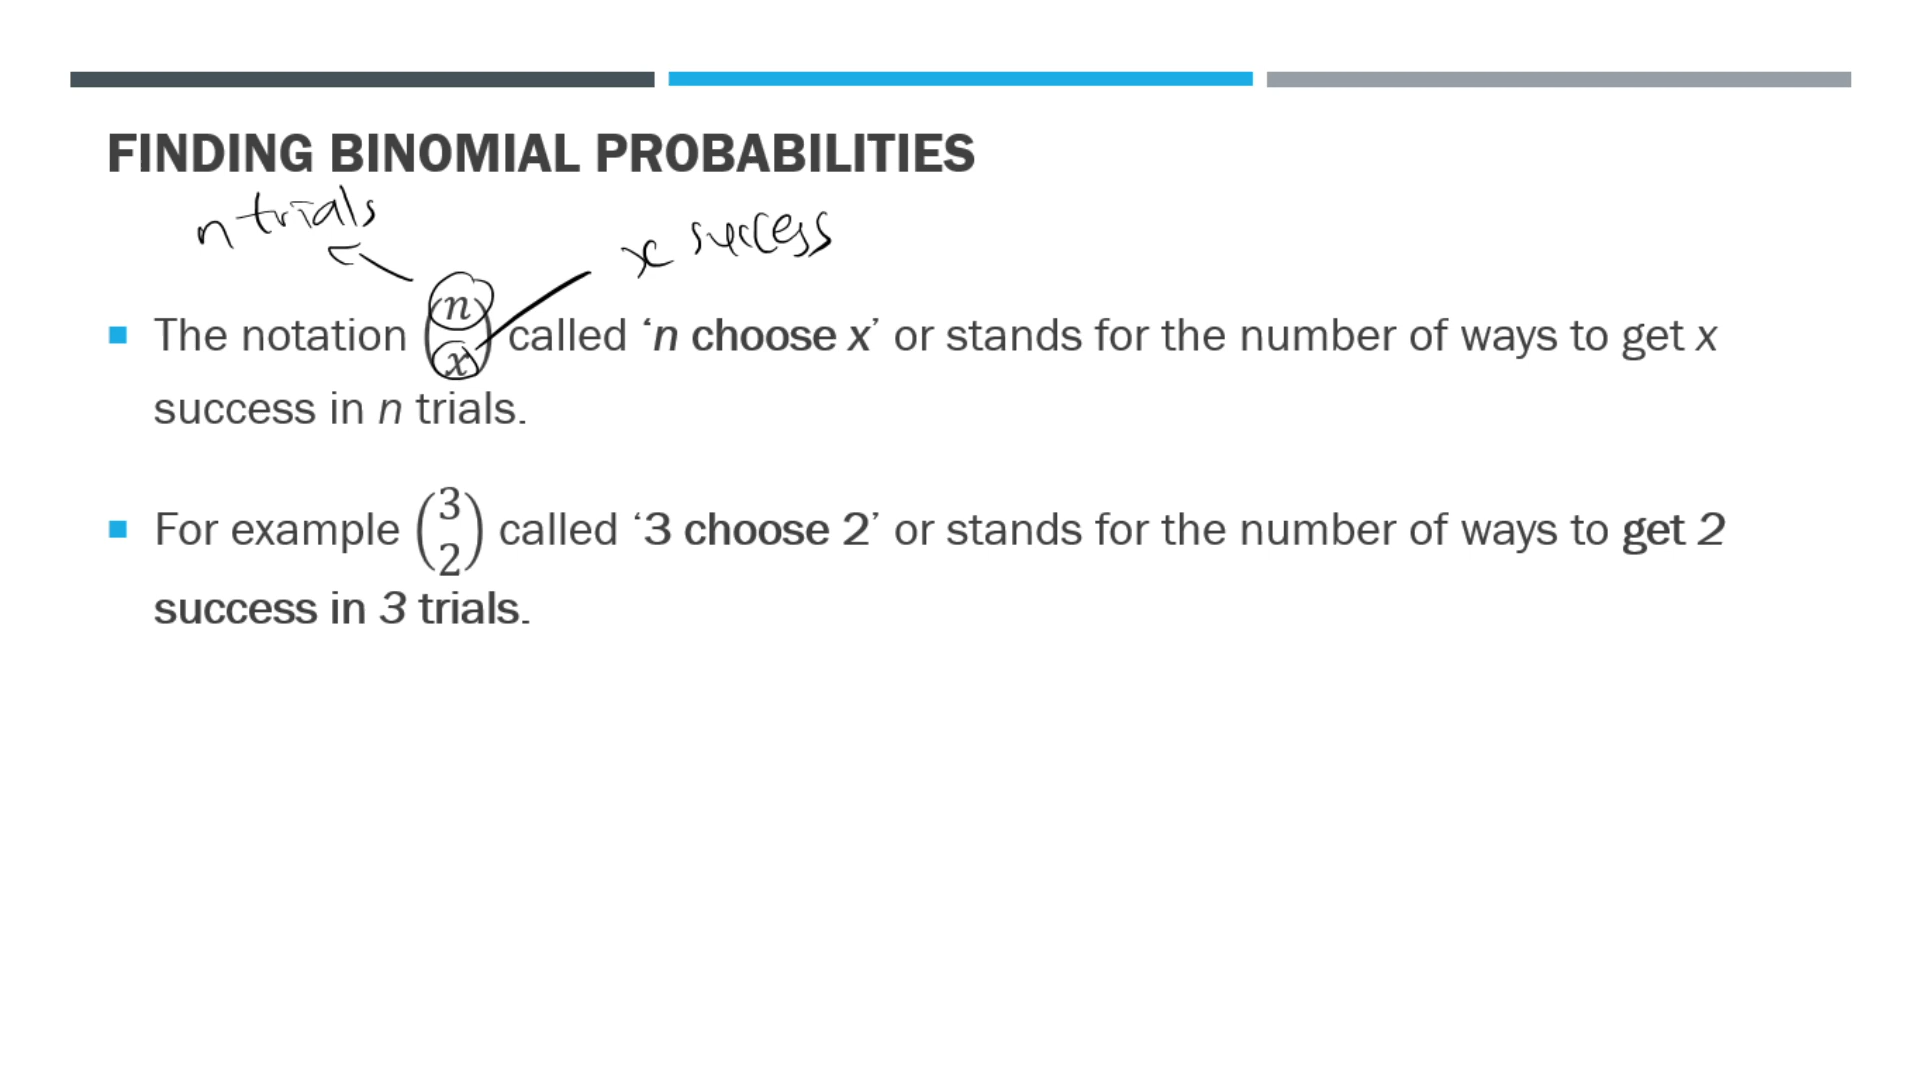 FINDING BINOMIAL PROBABILITIES
n trials
x success
The notation (n x) called ‘n choose x’ or stands for the number of ways to get x
success in n trials.
For example (3 2) called ‘3 choose 2’ or stands for the number of ways to get 2
success in 3 trials.